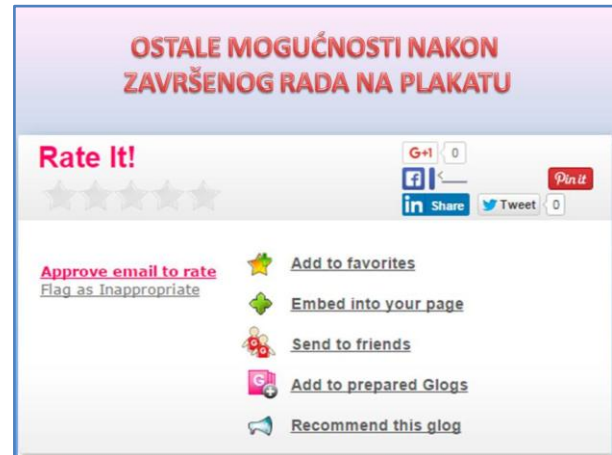 OSTALE MOGUĆNOSTI NAKON
ZAVRŠENOG RADA NA PLAKATU
Rate It!
G+1 0
Pin it
in Share Tweet 0
Approve email to rate
Flag as Inappropriate
Add to favorites
Embed into your page
Send to friends
Add to prepared Glogs
Recommend this glog